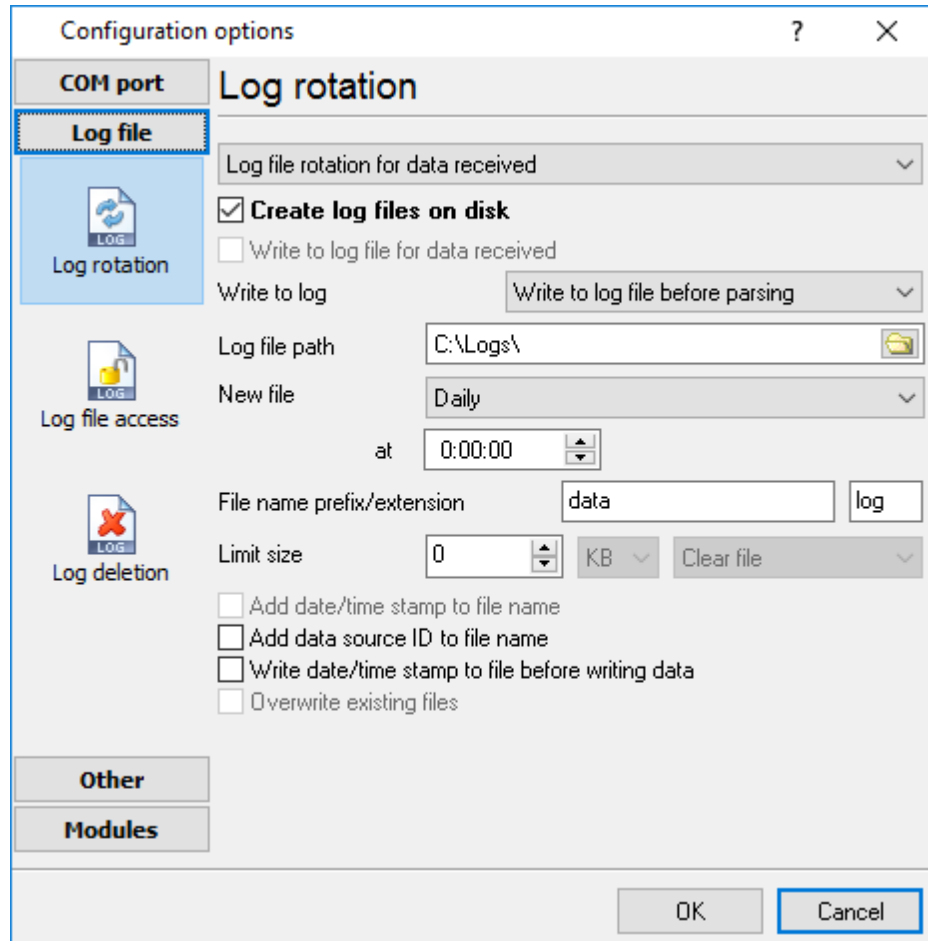 Configuration options
?
COM port
Log file
LOG
Log rotation
LOG
Log file access
LOG
Log deletion
Other
Modules
Log rotation
Log file rotation for data received
Create log files on disk
Write to log file for data received
Write to log Write to log file before parsing
Log file path C:\Logs\
New file Daily
at 0:00:00
File name prefix/extension data log
Limit size 0 KB Clear file
Add date/time stamp to file name
Add data source ID to file name
Write date/time stamp to file before writing data
Overwrite existing files
OK Cancel